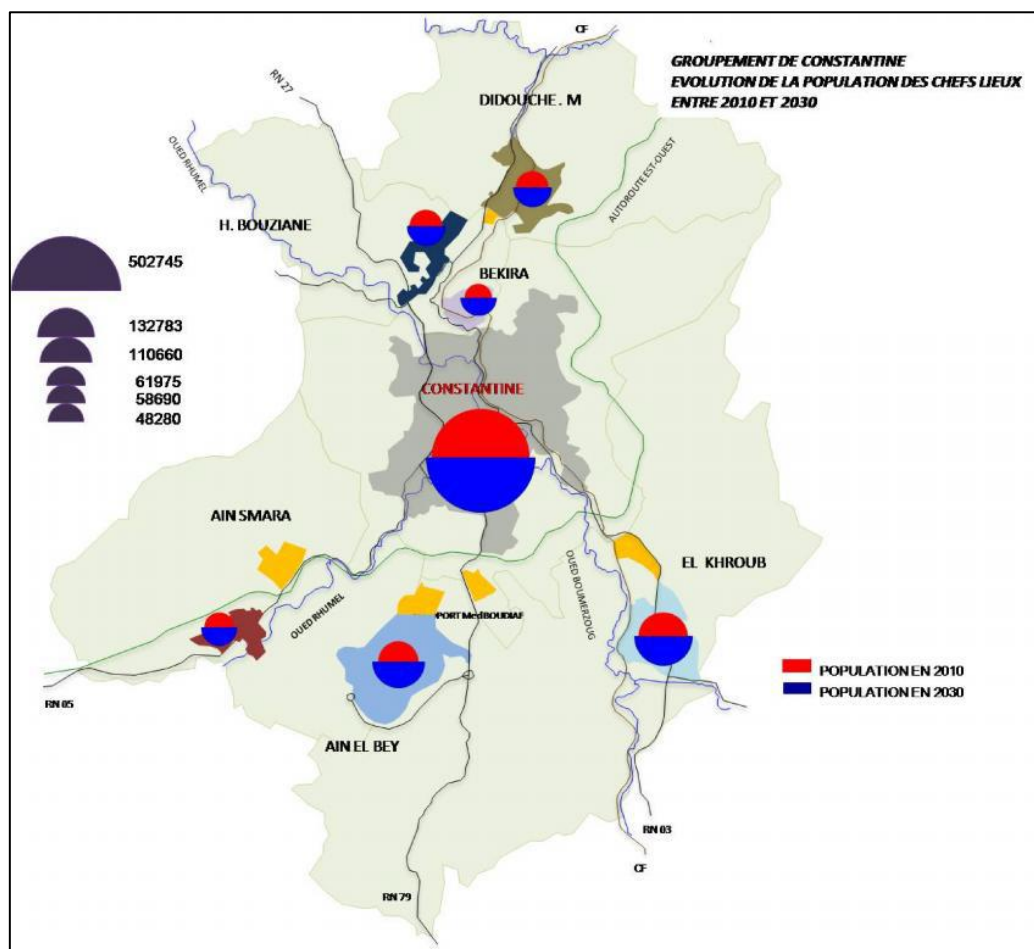 CF
GROUPEMENT DE CONSTANTINE
EVOLUTION DE LA POPULATION DES CHEFS LIEUX
ENTRE 2010 ET 2030
RN 27
DIDOUCHE . M
OUED RHUMEL
AUTOROUTE EST-OUEST
H. BOUZIANE
BEKIRA
502745
132783
110660
61975
58690
48280
CONSTANTINE
AIN SMARA
EL KHROUB
OUED RHUMEL
OUED BOUMERZOUG
PORT Med BOUDIAF
POPULATION EN 2010
POPULATION EN 2030
RN 05
AIN EL BEY
RN 03
CF
RN 79